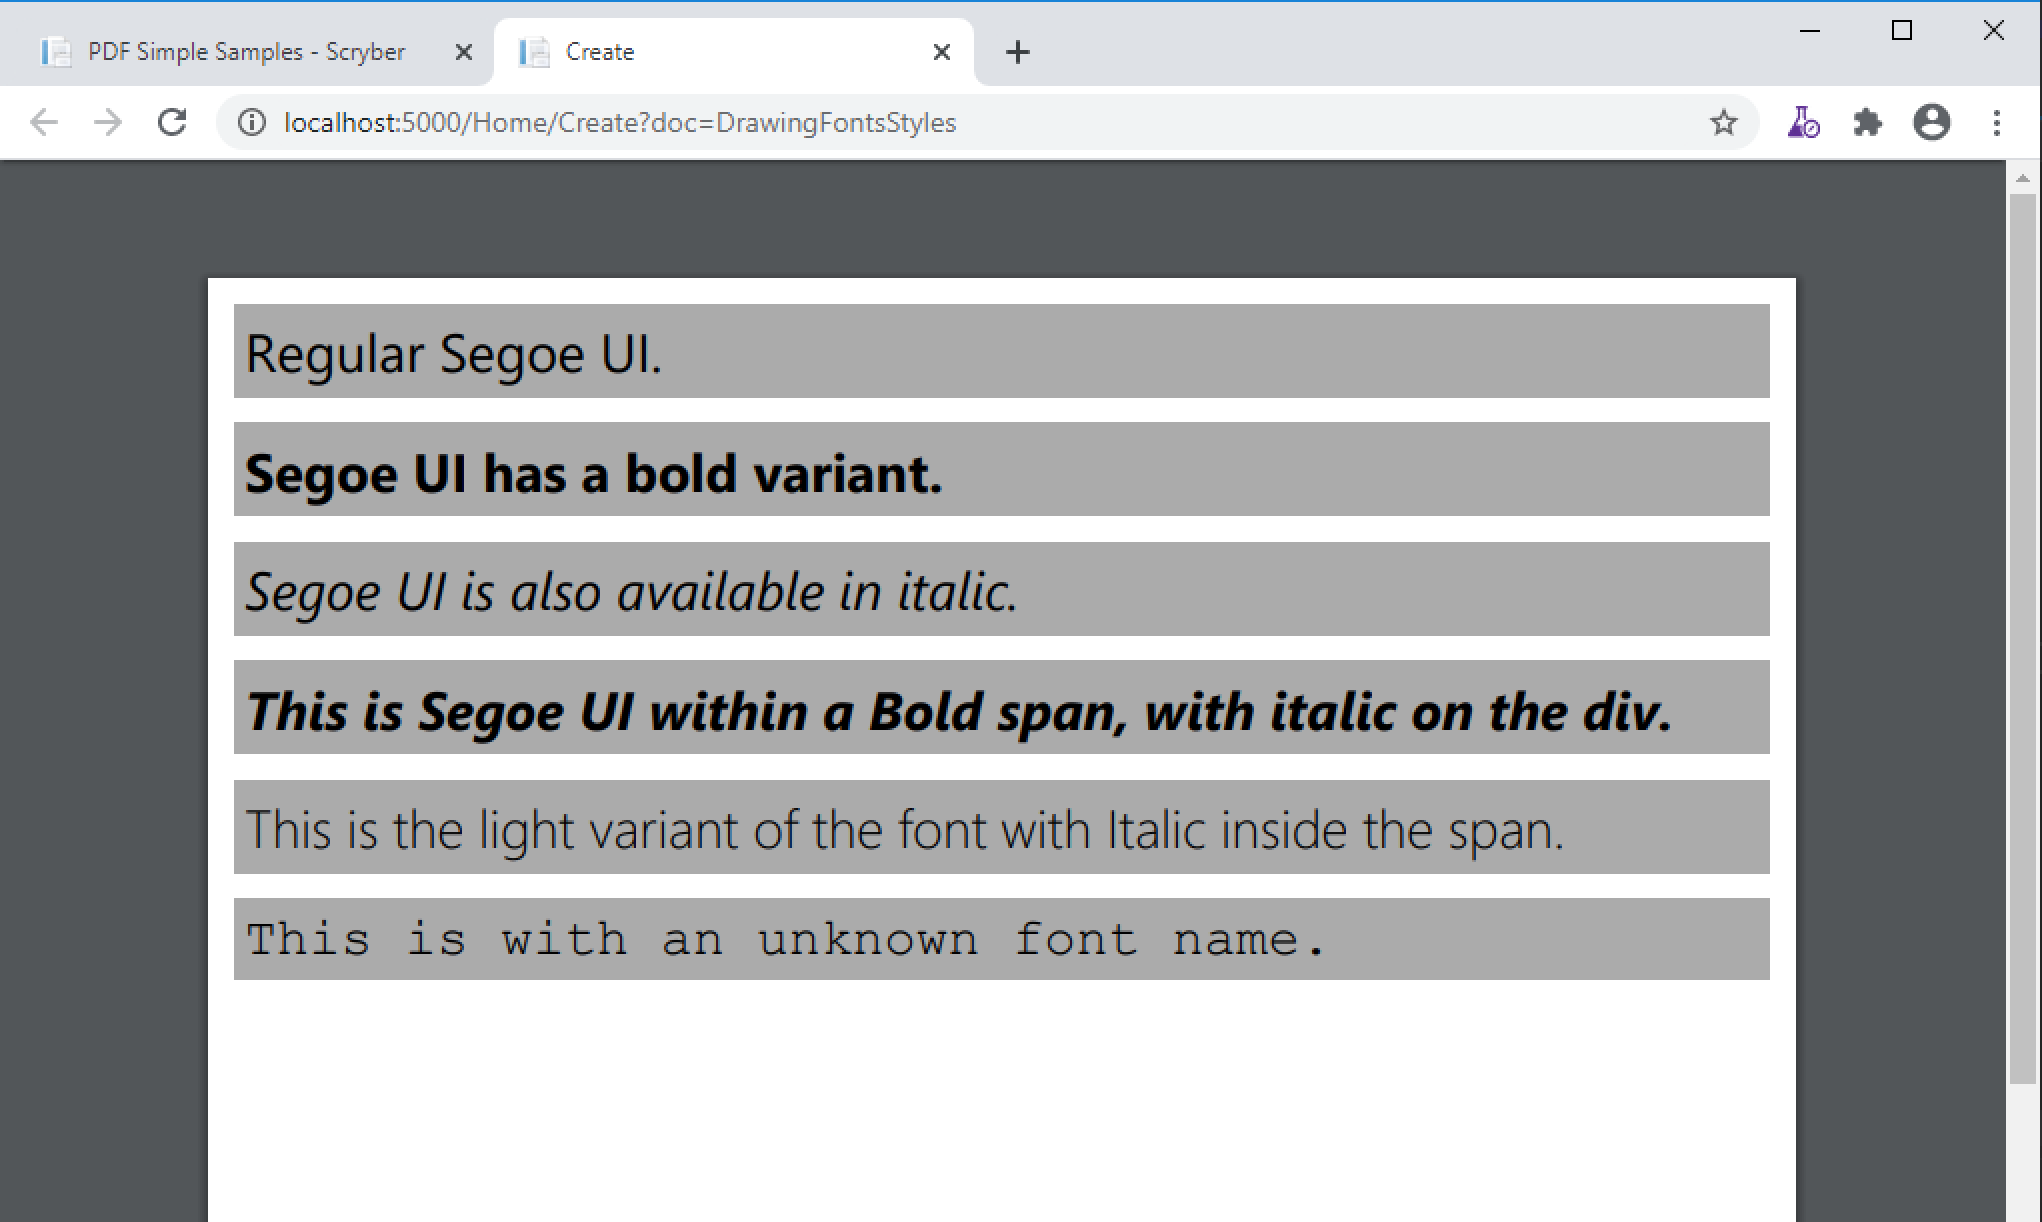 PDF Simple Samples - Scryber
Create
localhost:5000/Home/Create?doc=DrawingFontsStyles
Regular Segoe UI.
Segoe UI has a bold variant.
Segoe UI is also available in italic.
This is Segoe UI within a Bold span, with italic on the div.
This is the light variant of the font with Italic inside the span.
This is with an unknown font name.